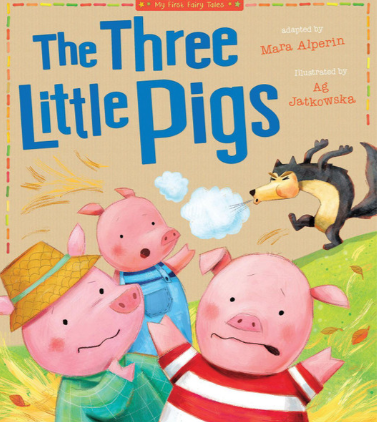 My First Fairy Tales
The Three
Little Pigs
adapted by
Mara Alperin
illustrated by
Ag
Jatkowska